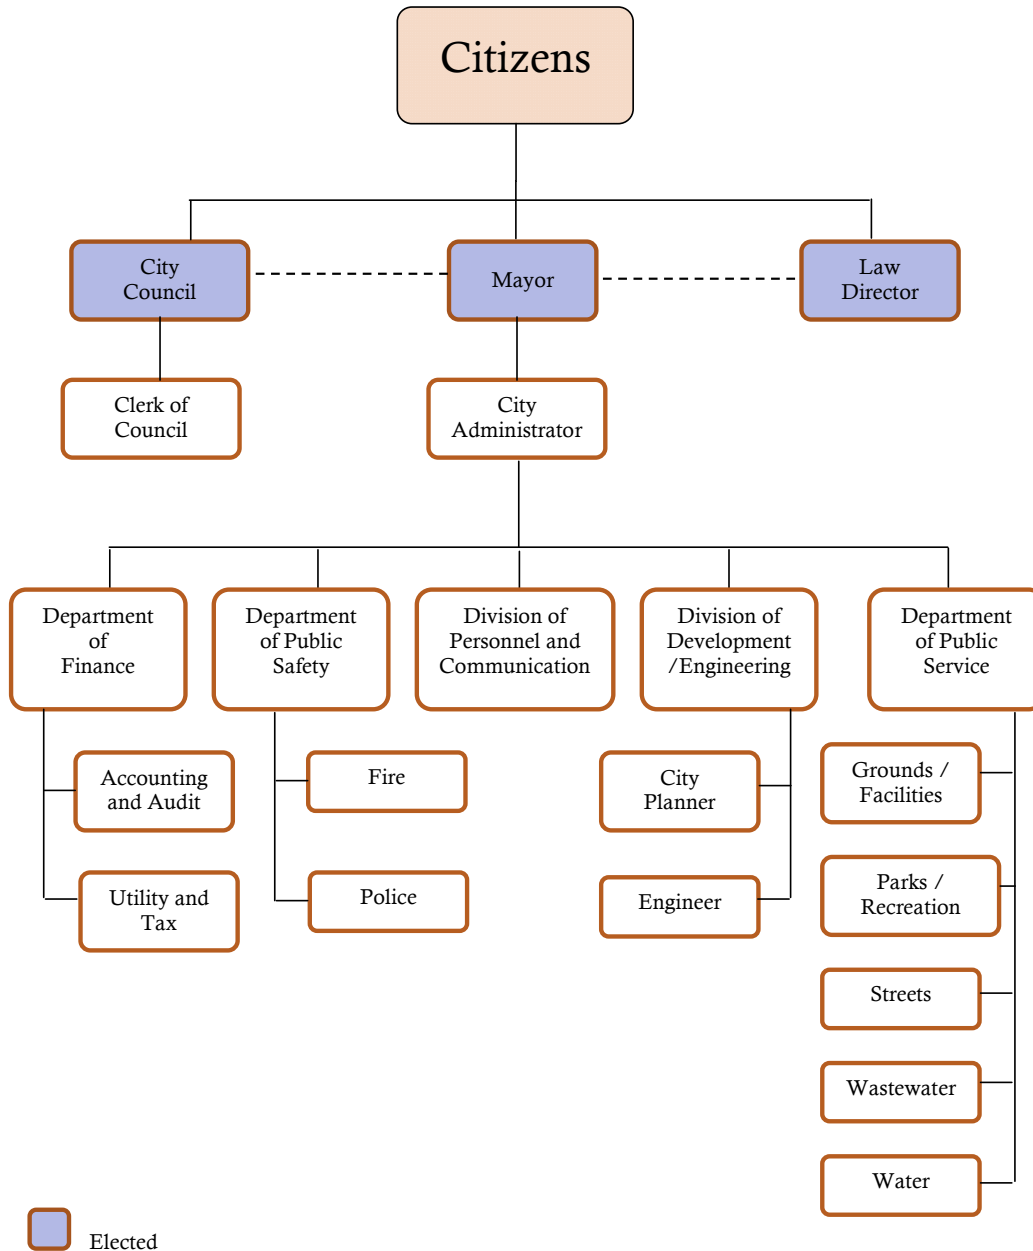 Citizens
City
Council
Mayor
Law
Director
Clerk of
Council
City
Administrator
Department
of
Finance
Department
of Public
Safety
Division of
Personnel and
Communication
Division of
Development
/Engineering
Department
of Public
Service
Accounting
and Audit
Utility and
Tax
Fire
Police
City
Planner
Engineer
Grounds /
Facilities
Parks /
Recreation
Streets
Wastewater
Water
Elected